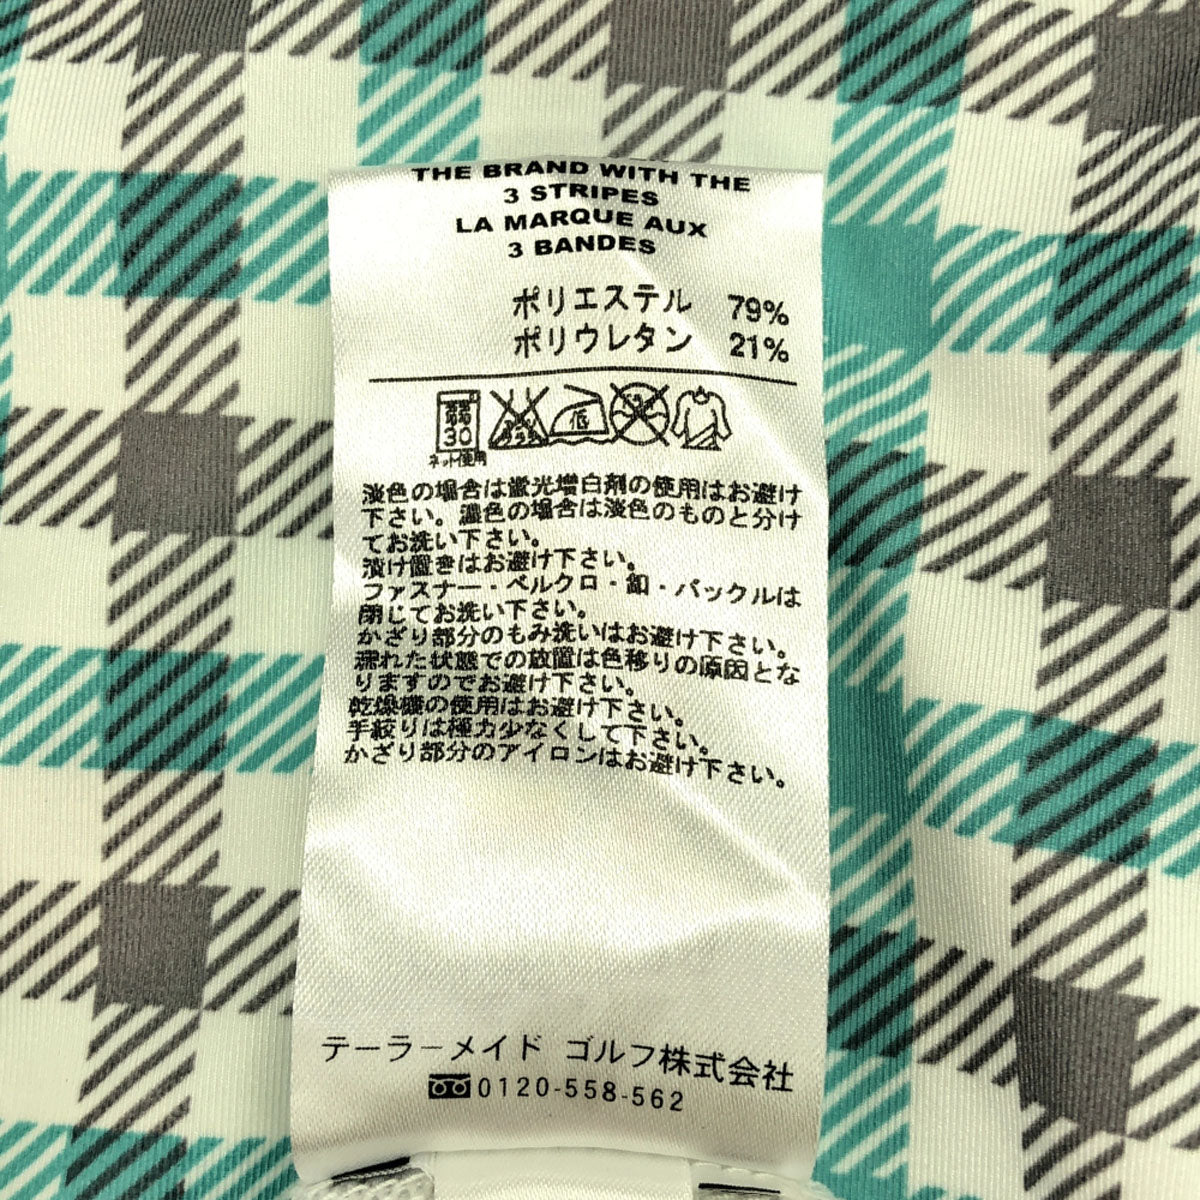 THE BRAND WITH THE
3 STRIPES
LA MARQUE AUX
3 BANDES
ポリエステル 79%
ポリウレタン 21%
弱
30
ネット使用
低
淡色の場合は蛍光増白剤の使用はお避け
下さい。濃色の場合は淡色のものと分け
てお洗い下さい。
漬け置きはお避け下さい。
ファスナー・ベルクロ・釦・バックルは
閉じてお洗い下さい。
かざり部分のもみ洗いはお避け下さい。
濡れた状態での放置は色移りの原因とな
りますのでお避け下さい。
乾燥機の使用はお避け下さい。
手絞りは極力少なくして下さい。
かざり部分のアイロンはお避け下さい。
テーラーメイド ゴルフ株式会社
0120-558-562